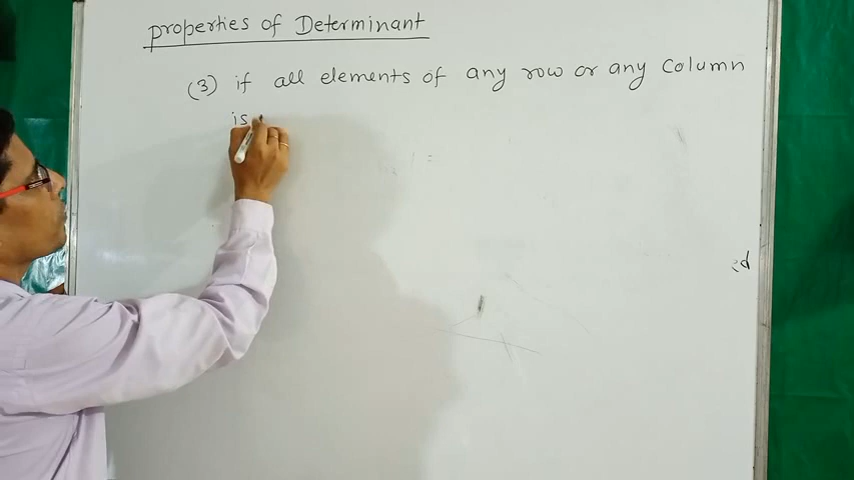 properties of Determinant
(3) if all elements of any row or any column
is